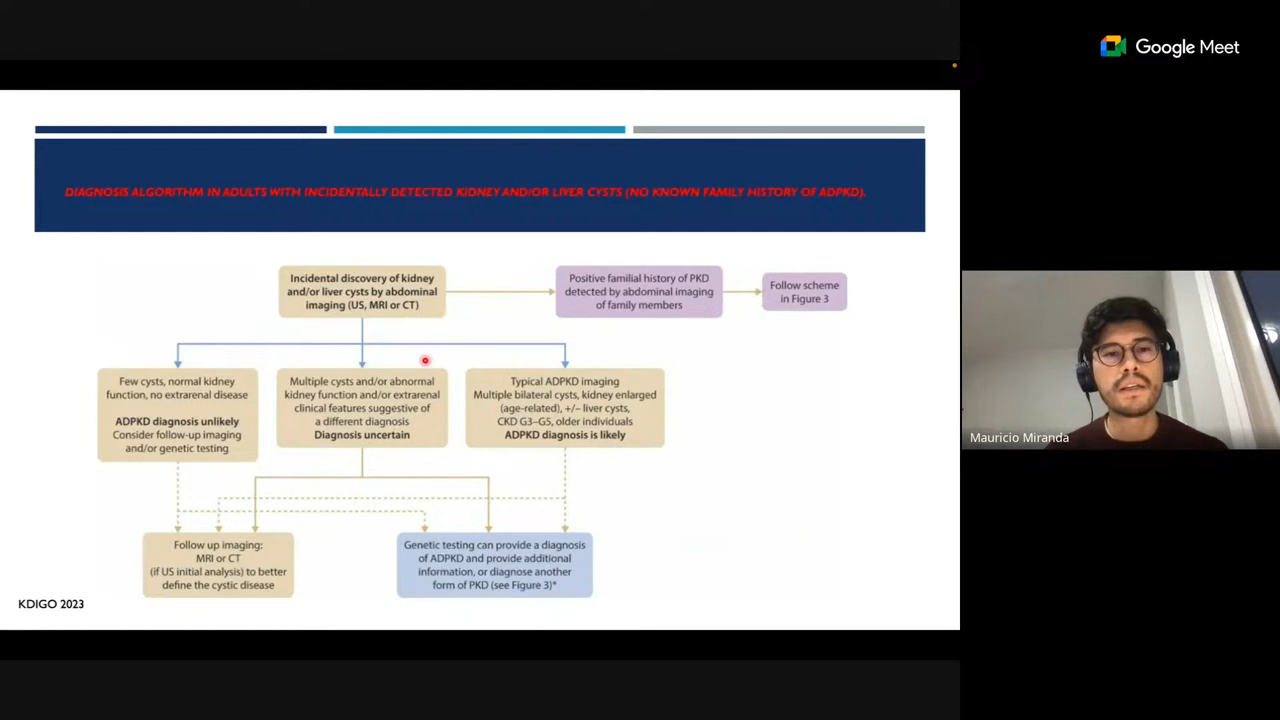 Google Meet
DIAGNOSIS ALGORITHM IN ADULTS WITH INCIDENTALLY DETECTED KIDNEY AND/OR LIVER CYSTS (NO KNOWN FAMILY HISTORY OF ADPKD).
Incidental discovery of kidney
and/or liver cysts by abdominal
imaging (US, MRI or CT)
Positive familial history of PKD
detected by abdominal imaging
of family members
Follow scheme
in Figure 3
Few cysts, normal kidney
function, no extrarenal disease
ADPKD diagnosis unlikely
Consider follow-up imaging
and/or genetic testing
Multiple cysts and/or abnormal
kidney function and/or extrarenal
clinical features suggestive of
a different diagnosis
Diagnosis uncertain
Typical ADPKD imaging
Multiple bilateral cysts, kidney enlarged
(age-related), +/– liver cysts,
CKD G3–G5, older individuals
ADPKD diagnosis is likely
Follow up imaging:
MRI or CT
(if US initial analysis) to better
define the cystic disease
Genetic testing can provide a diagnosis
of ADPKD and provide additional
information, or diagnose another
form of PKD (see Figure 3)*
KDIGO 2023
Mauricio Miranda